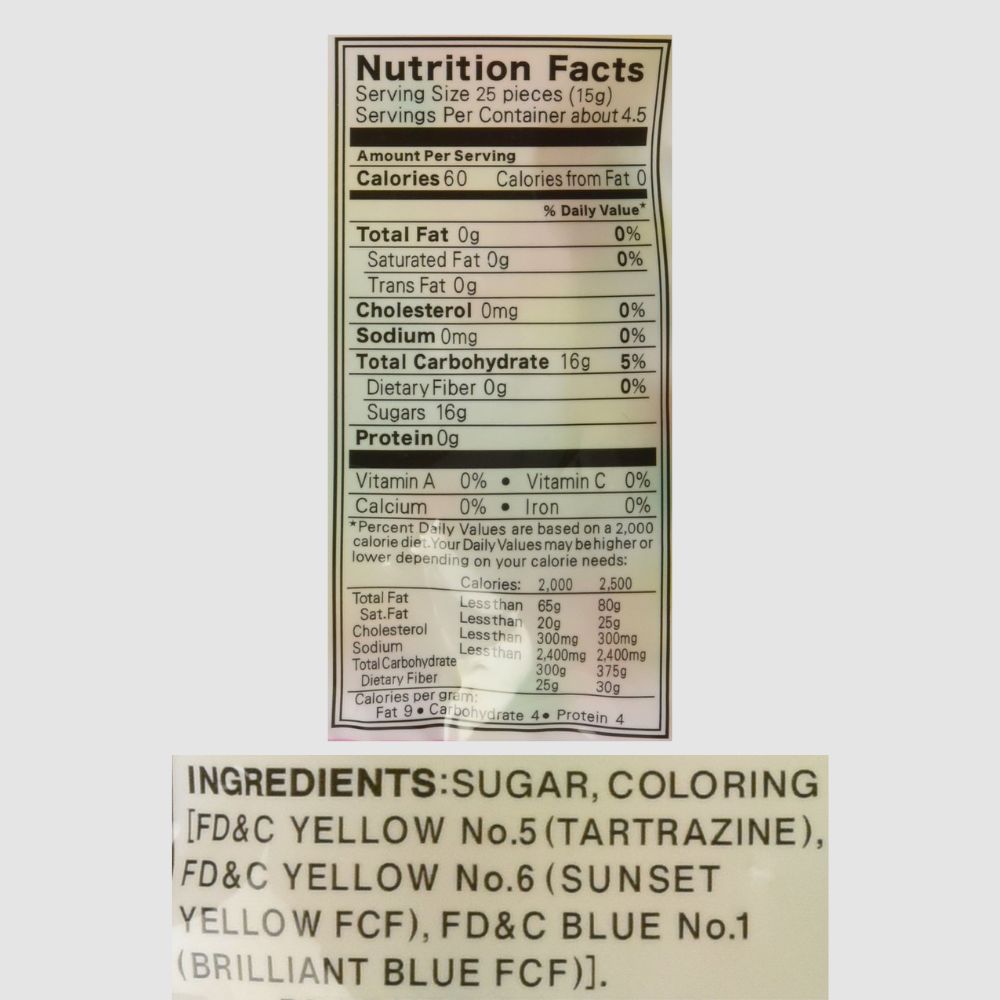 Nutrition Facts
Serving Size 25 pieces (15g)
Servings Per Container about 4.5
Amount Per Serving
Calories 60 Calories from Fat 0
% Daily Value*
Total Fat 0g 0%
Saturated Fat 0g 0%
Trans Fat 0g
Cholesterol 0mg 0%
Sodium 0mg 0%
Total Carbohydrate 16g 5%
Dietary Fiber 0g 0%
Sugars 16g
Protein 0g
Vitamin A 0% • Vitamin C 0%
Calcium 0% • Iron 0%
*Percent Daily Values are based on a 2,000
calorie diet.Your Daily Values may be higher or
lower depending on your calorie needs:
Calories: 2,000 2,500
Total Fat Less than 65g 80g
Sat.Fat Less than 20g 25g
Cholesterol Less than 300mg 300mg
Sodium Less than 2,400mg 2,400mg
Total Carbohydrate 300g 375g
Dietary Fiber 25g 30g
Calories per gram:
Fat 9 • Carbohydrate 4 • Protein 4
INGREDIENTS:SUGAR, COLORING
[FD&C YELLOW No.5 (TARTRAZINE),
FD&C YELLOW No.6 (SUNSET
YELLOW FCF), FD&C BLUE No.1
(BRILLIANT BLUE FCF)].